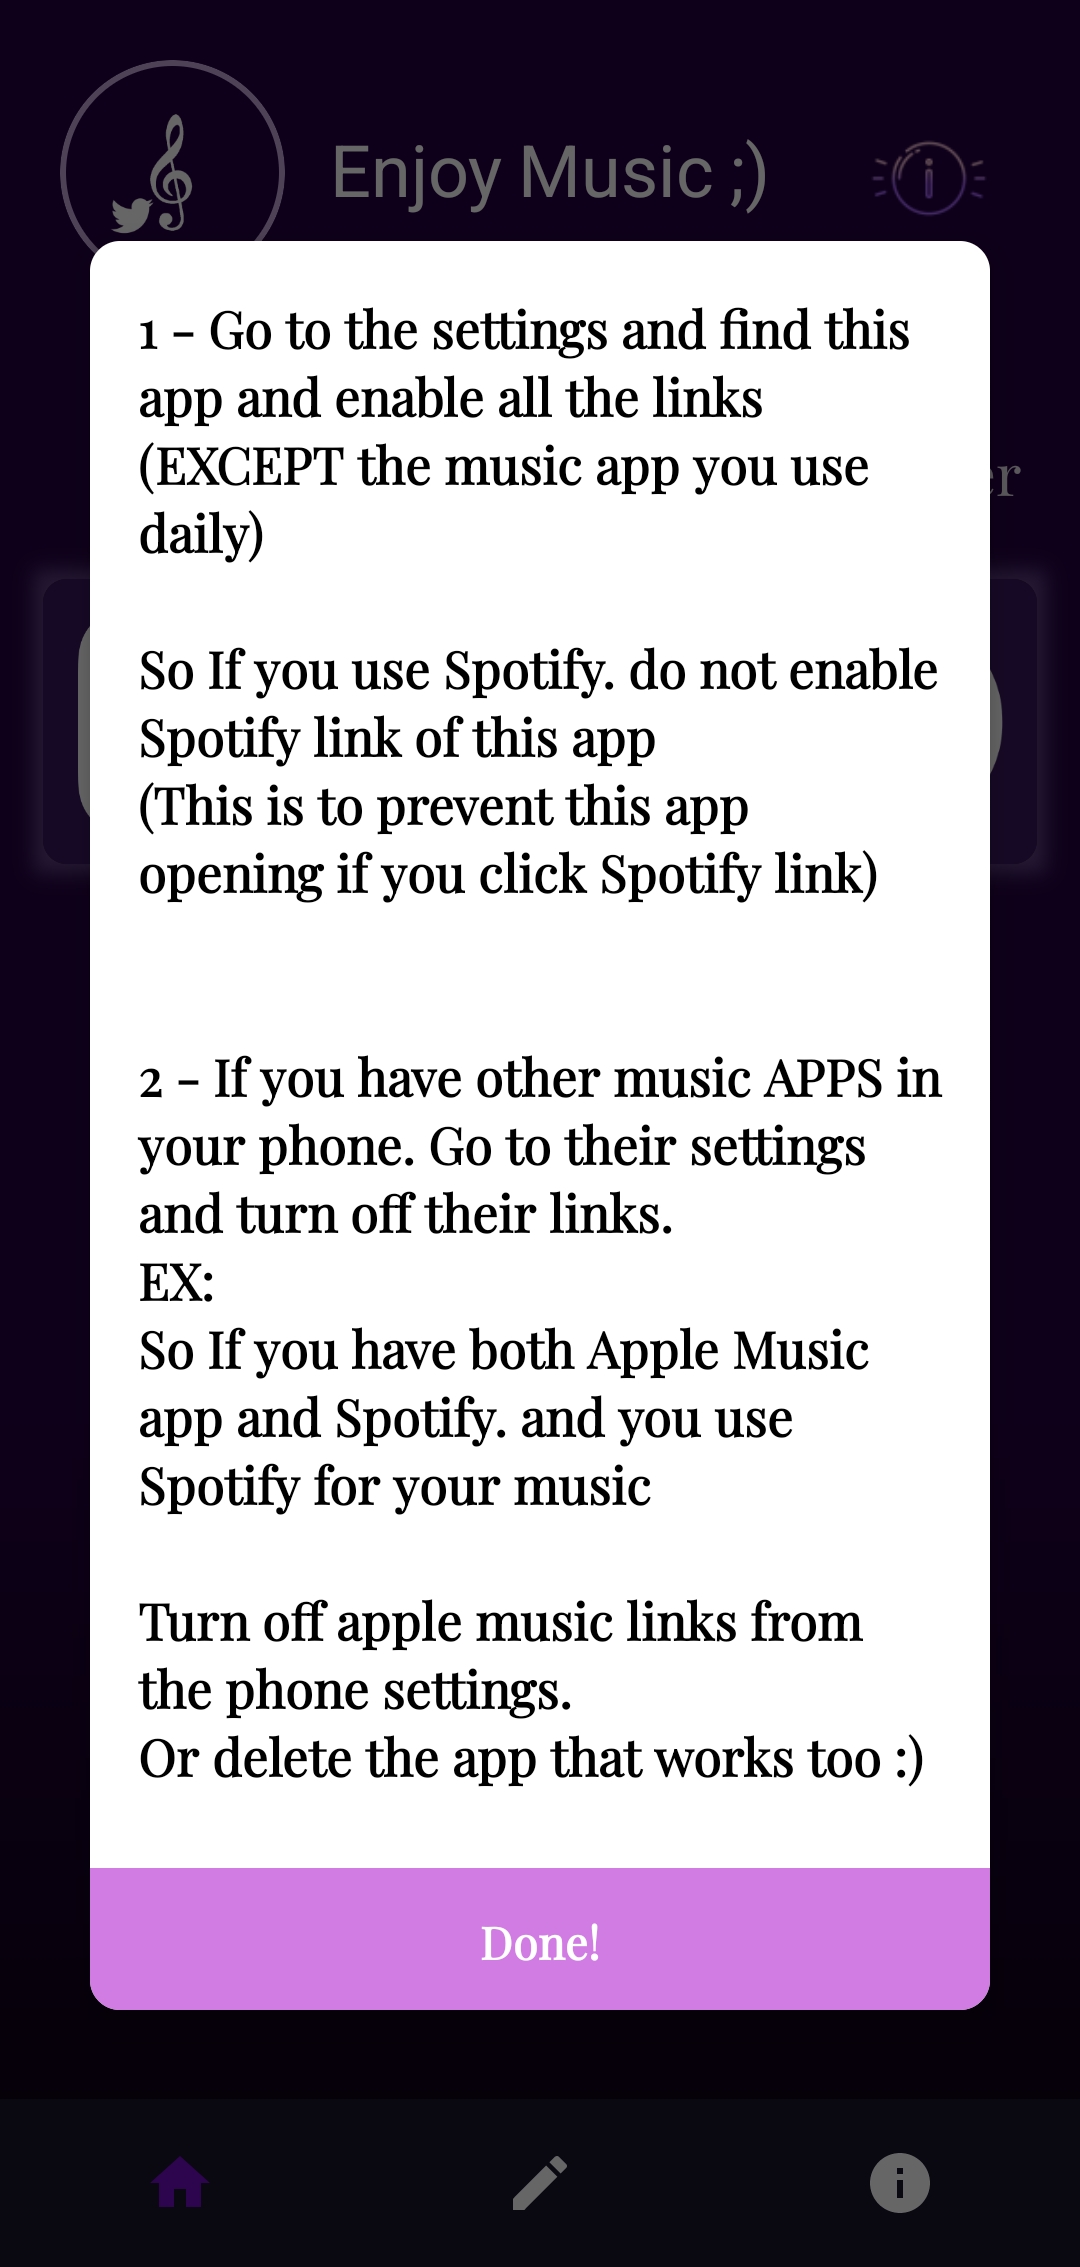 Enjoy Music ;)
1 - Go to the settings and find this
app and enable all the links
(EXCEPT the music app you use
daily)
So If you use Spotify. do not enable
Spotify link of this app
(This is to prevent this app
opening if you click Spotify link)
2 - If you have other music APPS in
your phone. Go to their settings
and turn off their links.
EX:
So If you have both Apple Music
app and Spotify. and you use
Spotify for your music
Turn off apple music links from
the phone settings.
Or delete the app that works too :)
Done!